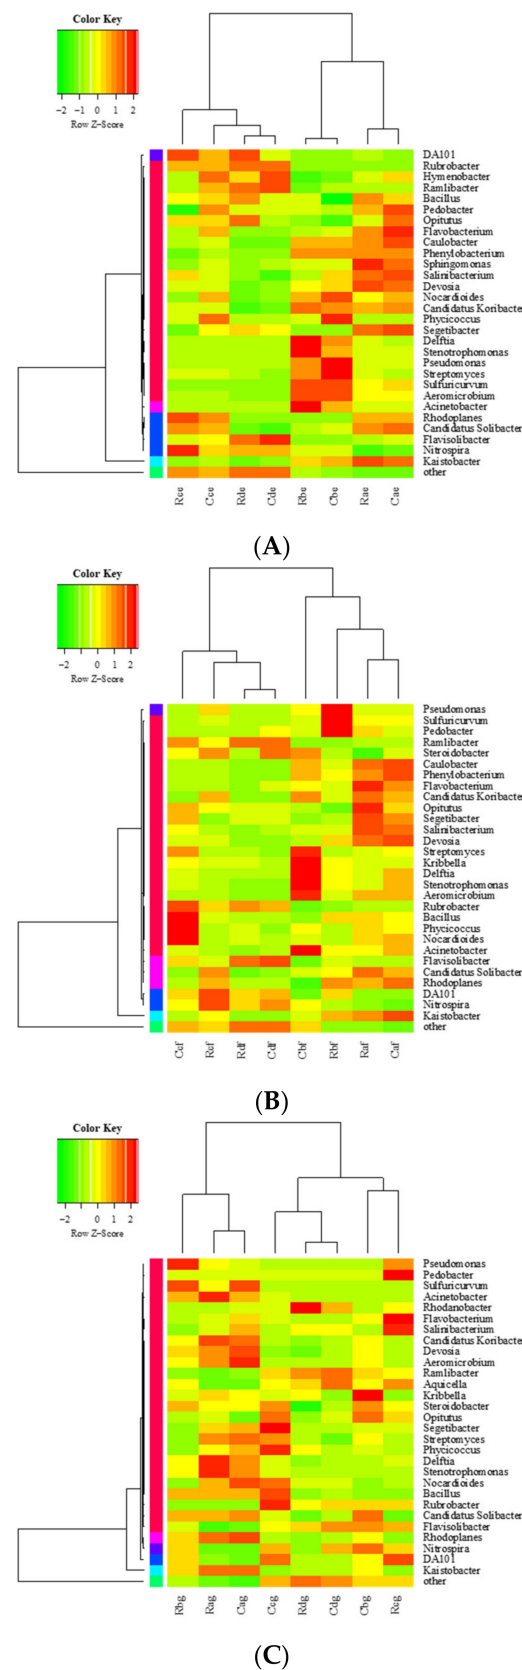 Color Key
-2 -1 0 1 2
Row Z-Score
DA101
Rubrobacter
Hymenobacter
Ramlibacter
Bacillus
Pedobacter
Opitutus
Flavobacterium
Caulobacter
Phenylobacterium
Sphingomonas
Salinibacterium
Devosia
Nocardioides
Candidatus Koribacte
Phycicoccus
Segetibacter
Delftia
Stenotrophomonas
Pseudomonas
Streptomyces
Sulfuricurvum
Aeromicrobium
Acinetobacter
Rhodoplanes
Candidatus Solibacter
Flavisolibacter
Nitrospira
Kaistobacter
other
Rce Cce Rde Cde Rbe Cbe Rae Cae
(A)
Color Key
-2 0 1 2
Row Z-Score
Pseudomonas
Sulfuricurvum
Pedobacter
Ramlibacter
Steroidobacter
Caulobacter
Phenylobacterium
Flavobacterium
Candidatus Koribacte
Opitutus
Segetibacter
Salinibacterium
Devosia
Streptomyces
Kribbella
Delftia
Stenotrophomonas
Aeromicrobium
Rubrobacter
Bacillus
Phycicoccus
Nocardioides
Acinetobacter
Flavisolibacter
Candidatus Solibacter
Rhodoplanes
DA101
Nitrospira
Kaistobacter
other
Ccf Rcf Rdf Cdf Cbf Rbf Raf Caf
(B)
Color Key
-2 0 1 2
Row Z-Score
Pseudomonas
Pedobacter
Sulfuricurvum
Acinetobacter
Rhodanobacter
Flavobacterium
Salinibacterium
Candidatus Koribacte
Devosia
Aeromicrobium
Ramlibacter
Aquicella
Kribbella
Steroidobacter
Opitutus
Segetibacter
Streptomyces
Phycicoccus
Delftia
Stenotrophomonas
Nocardioides
Bacillus
Rubrobacter
Candidatus Solibacter
Flavisolibacter
Rhodoplanes
Nitrospira
DA101
Kaistobacter
other
Rbg Rag Cag Ccg Rdg Cdg Cbg Rcg
(C)